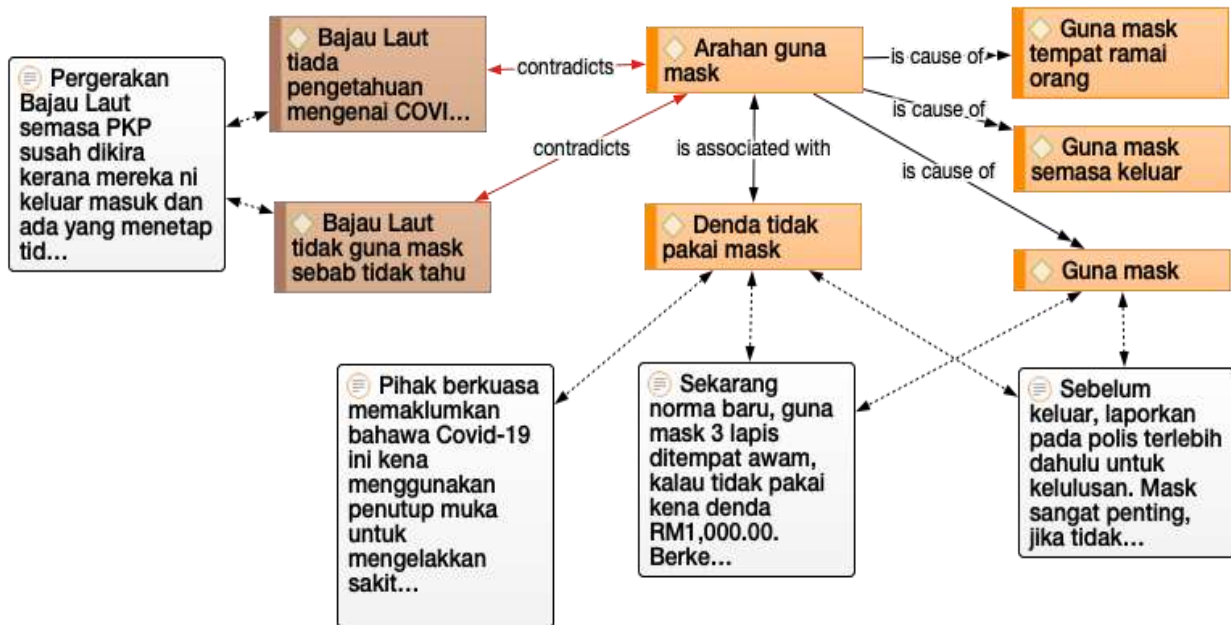 Pergerakan
Bajau Laut
semasa PKP
susah dikira
kerana mereka ni
keluar masuk dan
ada yang menetap
tid...
Bajau Laut
tiada
pengetahuan
mengenai COVI...
Bajau Laut
tidak guna mask
sebab tidak tahu
contradicts
contradicts
Arahan guna
mask
is associated with
is cause of
is cause of
is cause of
Guna mask
tempat ramai
orang
Guna mask
semasa keluar
Guna mask
Denda tidak
pakai mask
Pihak berkuasa
memaklumkan
bahawa Covid-19
ini kena
menggunakan
penutup muka
untuk
mengelakkan
sakit...
Sekarang
norma baru, guna
mask 3 lapis
ditempat awam,
kalau tidak pakai
kena denda
RM1,000.00.
Berke...
Sebelum
keluar, laporkan
pada polis terlebih
dahulu untuk
kelulusan. Mask
sangat penting,
jika tidak...